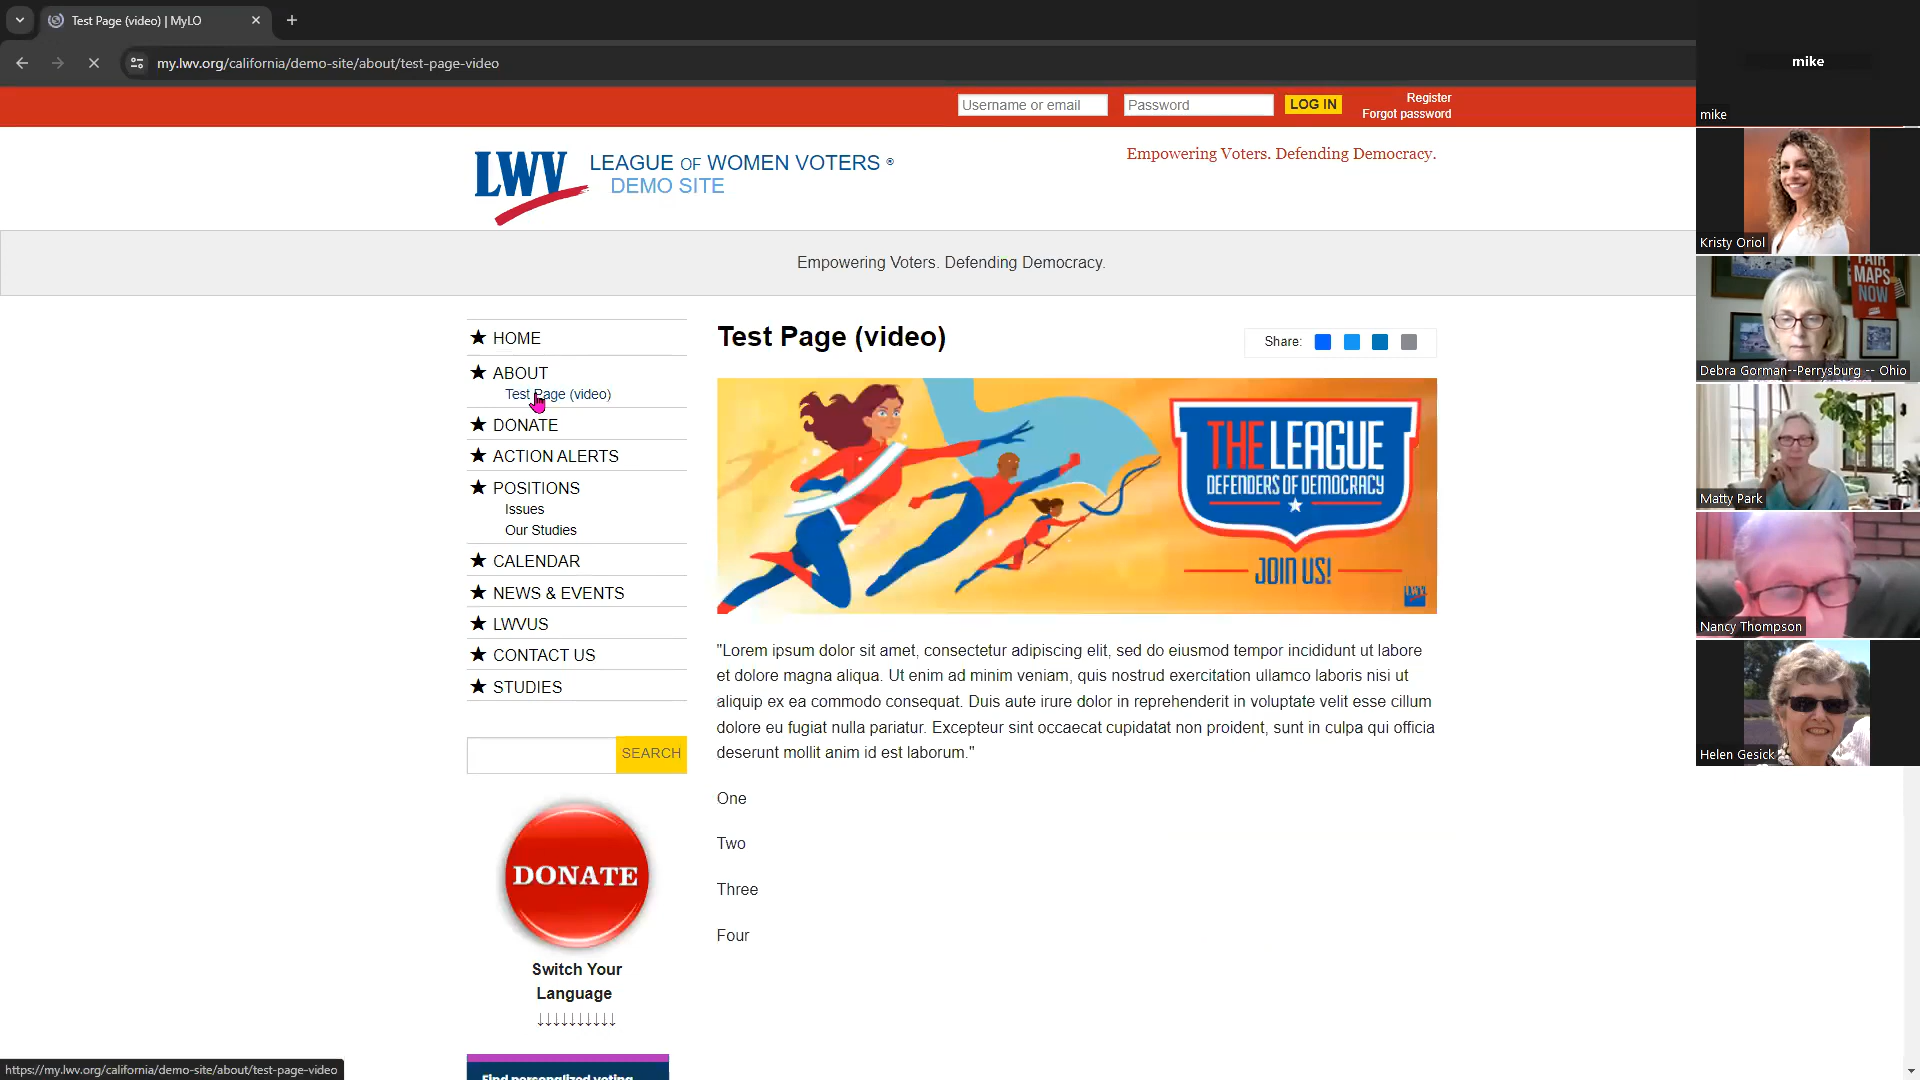 Test Page (video) | MyLO
my.lwv.org/california/demo-site/about/test-page-video
Username or email
Password
LOG IN
Register
Forgot password
LWV
LEAGUE OF WOMEN VOTERS ®
DEMO SITE
Empowering Voters. Defending Democracy.
Empowering Voters. Defending Democracy.
HOME
ABOUT
Test Page (video)
DONATE
ACTION ALERTS
POSITIONS
Issues
Our Studies
CALENDAR
NEWS & EVENTS
LWVUS
CONTACT US
STUDIES
SEARCH
DONATE
Switch Your
Language
↓↓↓↓↓↓↓↓↓↓
Find personalized voting
Test Page (video)
Share:
THE LEAGUE
DEFENDERS OF DEMOCRACY
JOIN US!
LWV
"Lorem ipsum dolor sit amet, consectetur adipiscing elit, sed do eiusmod tempor incididunt ut labore
et dolore magna aliqua. Ut enim ad minim veniam, quis nostrud exercitation ullamco laboris nisi ut
aliquip ex ea commodo consequat. Duis aute irure dolor in reprehenderit in voluptate velit esse cillum
dolore eu fugiat nulla pariatur. Excepteur sint occaecat cupidatat non proident, sunt in culpa qui officia
deserunt mollit anim id est laborum."
One
Two
Three
Four
https://my.lwv.org/california/demo-site/about/test-page-video
mike
mike
Kristy Oriol
FAIR
MAPS
NOW
Debra Gorman--Perrysburg -- Ohio
Matty Park
Nancy Thompson
Helen Gesick